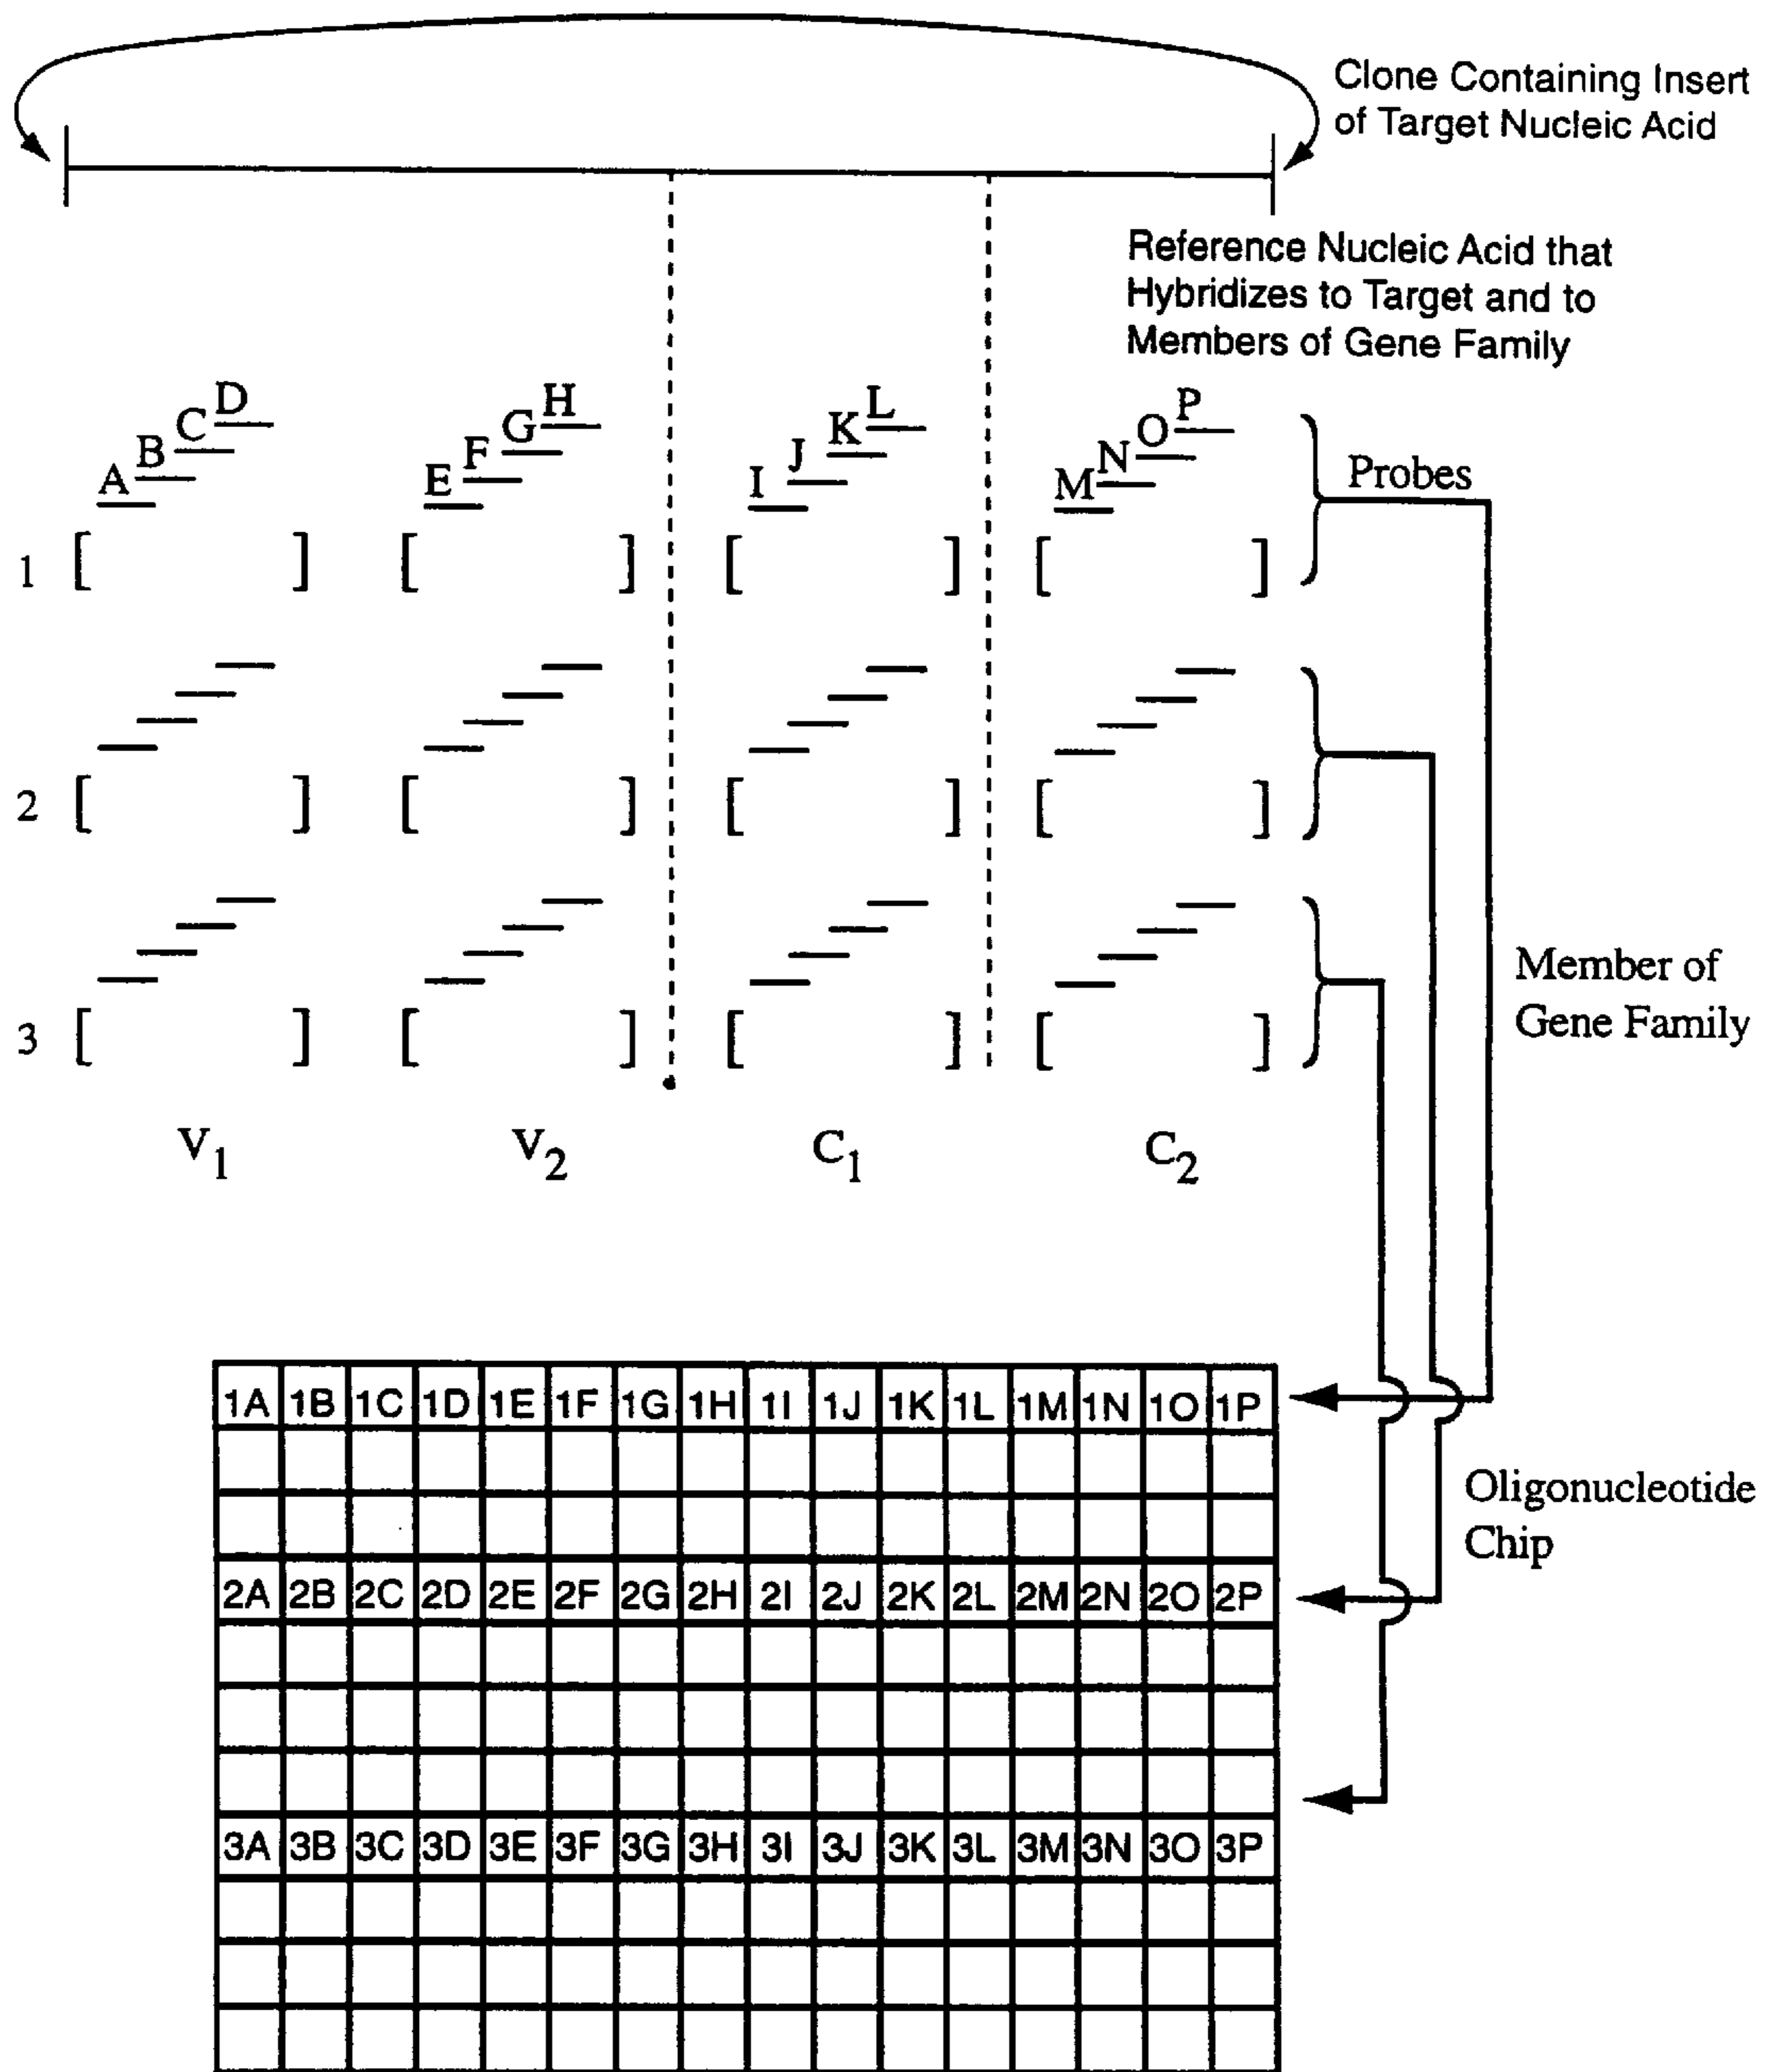 Clone Containing Insert
of Target Nucleic Acid
Reference Nucleic Acid that
Hybridizes to Target and to
Members of Gene Family
A B C D E F G H I J K L M N O P
Probes
1 [ ] [ ] [ ] [ ]
2 [ ] [ ] [ ] [ ]
Member of
Gene Family
3 [ ] [ ] [ ] [ ]
V1 V2 C1 C2
1A 1B 1C 1D 1E 1F 1G 1H 1I 1J 1K 1L 1M 1N 1O 1P
Oligonucleotide
Chip
2A 2B 2C 2D 2E 2F 2G 2H 2I 2J 2K 2L 2M 2N 2O 2P
3A 3B 3C 3D 3E 3F 3G 3H 3I 3J 3K 3L 3M 3N 3O 3P